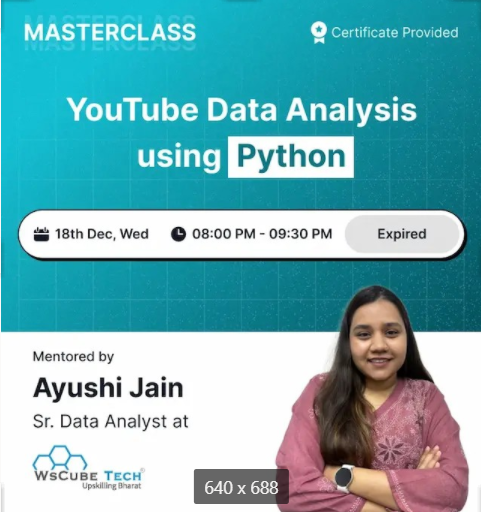 MASTERCLASS
Certificate Provided
YouTube Data Analysis
using Python
18th Dec, Wed 08:00 PM - 09:30 PM Expired
Mentored by
Ayushi Jain
Sr. Data Analyst at
WsCUBE TECH®
Upskilling Bharat
640 x 688